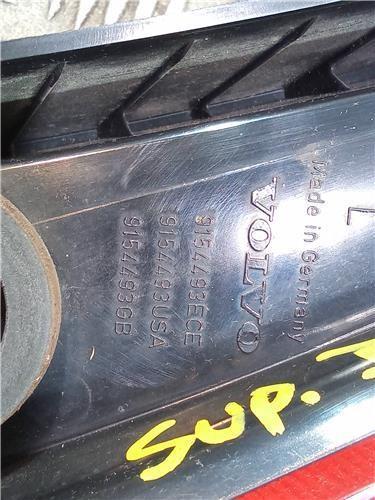 L
Made in Germany
VOLVO
9154493ECE
9154493USA
9154493GB
SUP.